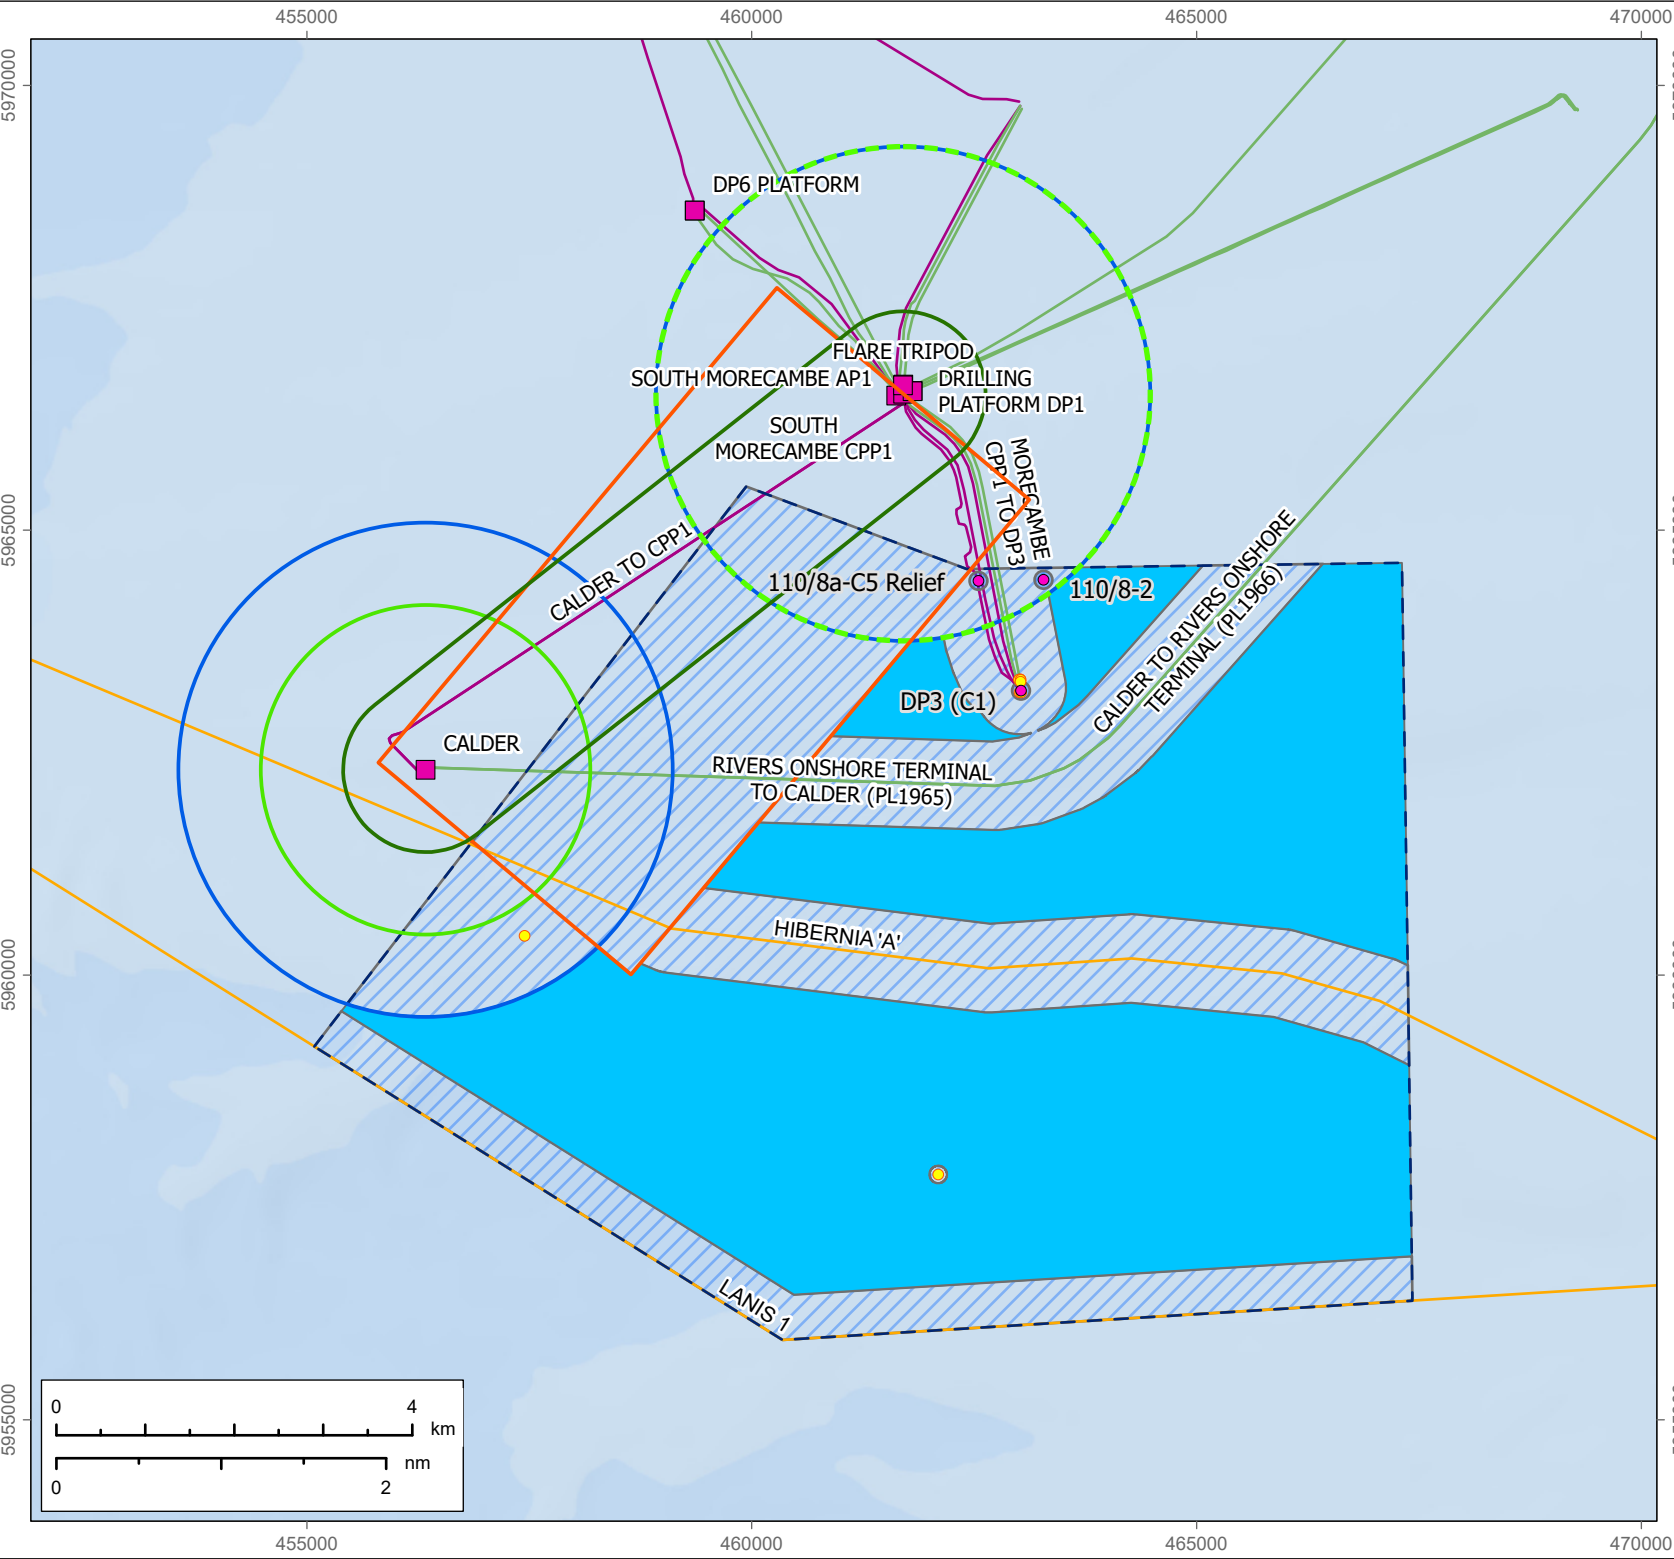 455000
460000
465000
470000
5970000
DP6 PLATFORM
FLARE TRIPOD
SOUTH MORECAMBE AP1
DRILLING
PLATFORM DP1
SOUTH
MORECAMBE CPP1
MORECAMBE
CPP1 TO DP3
5965000
CALDER TO CPP1
110/8a-C5 Relief
110/8-2
CALDER TO RIVERS ONSHORE
TERMINAL (PL1966)
DP3 (C1)
CALDER
RIVERS ONSHORE TERMINAL
TO CALDER (PL1965)
HIBERNIA 'A'
5960000
LANIS 1
5955000
0
4
km
nm
0
2
455000
460000
465000
470000